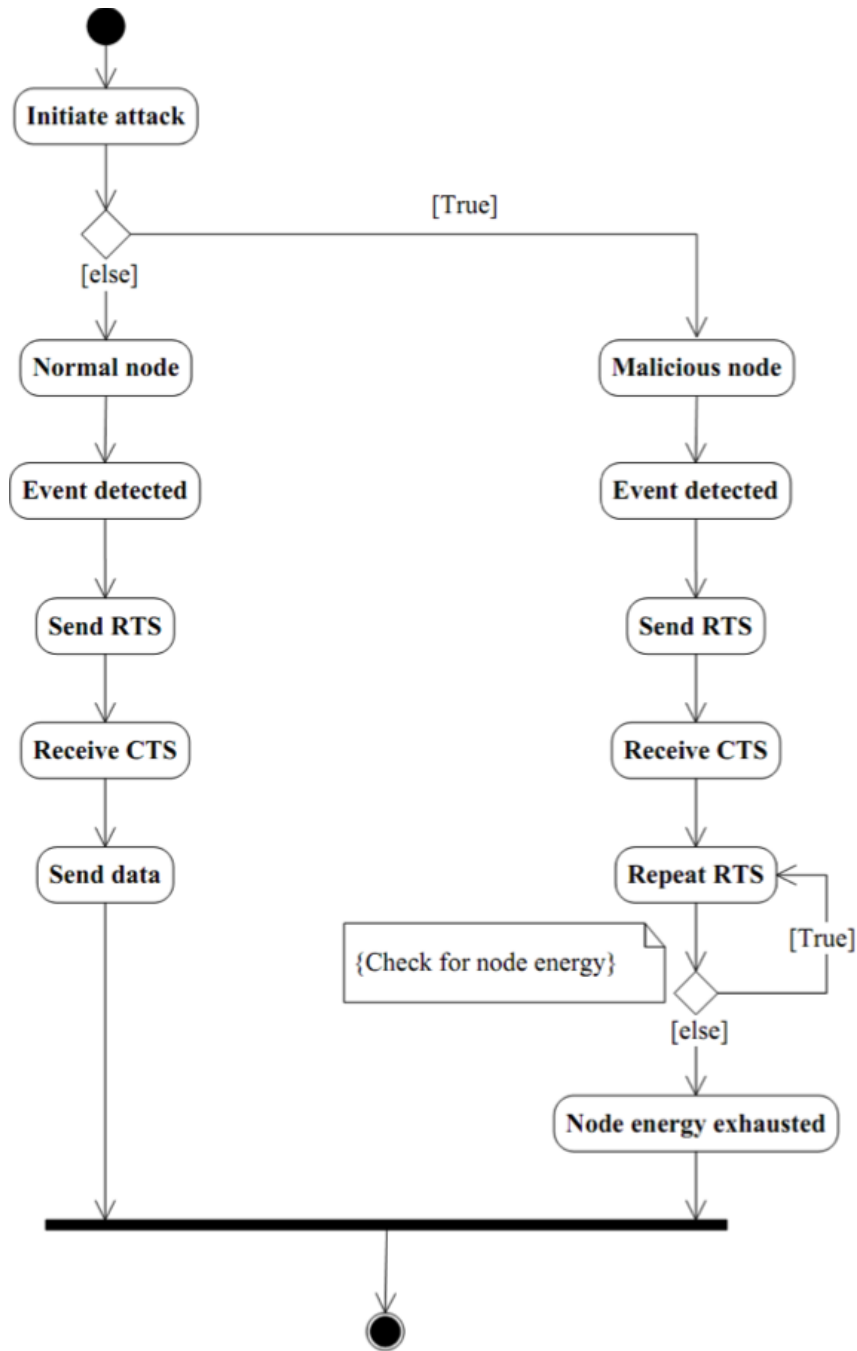 Initiate attack
[True]
[else]
Normal node
Malicious node
Event detected
Event detected
Send RTS
Send RTS
Receive CTS
Receive CTS
Send data
Repeat RTS
[True]
{Check for node energy}
[else]
Node energy exhausted